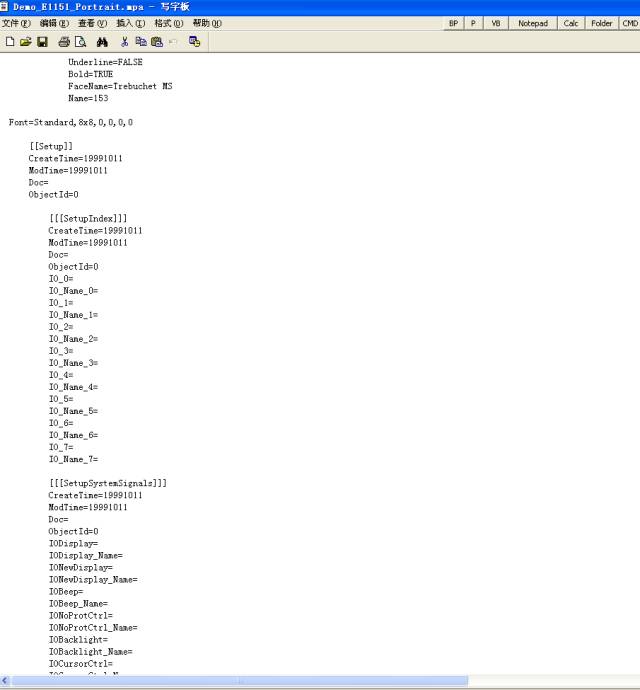 Demo_E1151_Portrait.mpa - 写字板
文件(F) 编辑(E) 查看(V) 插入(I) 格式(O) 帮助(H) BP P VB Notepad Calc Folder CMD
Underline=FALSE
Bold=TRUE
FaceName=Trebuchet MS
Name=153
Font=Standard,8x8,0,0,0,0
[[Setup]]
CreateTime=19991011
ModTime=19991011
Doc=
ObjectId=0
[[[SetupIndex]]]
CreateTime=19991011
ModTime=19991011
Doc=
ObjectId=0
IO_0=
IO_Name_0=
IO_1=
IO_Name_1=
IO_2=
IO_Name_2=
IO_3=
IO_Name_3=
IO_4=
IO_Name_4=
IO_5=
IO_Name_5=
IO_6=
IO_Name_6=
IO_7=
IO_Name_7=
[[[SetupSystemSignals]]]
CreateTime=19991011
ModTime=19991011
Doc=
ObjectId=0
IODisplay=
IODisplay_Name=
IONewDisplay=
IONewDisplay_Name=
IOBeep=
IOBeep_Name=
IONoProtCtrl=
IONoProtCtrl_Name=
IOBacklight=
IOBacklight_Name=
IOCursorCtrl=